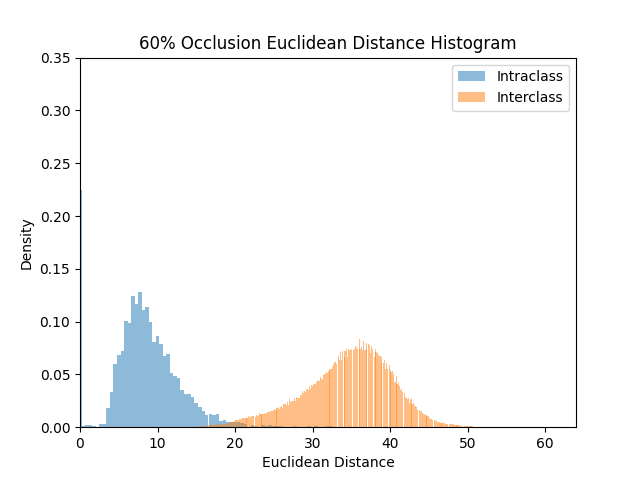 60% Occlusion Euclidean Distance Histogram
Intraclass
Interclass
Density
0.35
0.30
0.25
0.20
0.15
0.10
0.05
0.00
0 10 20 30 40 50 60
Euclidean Distance